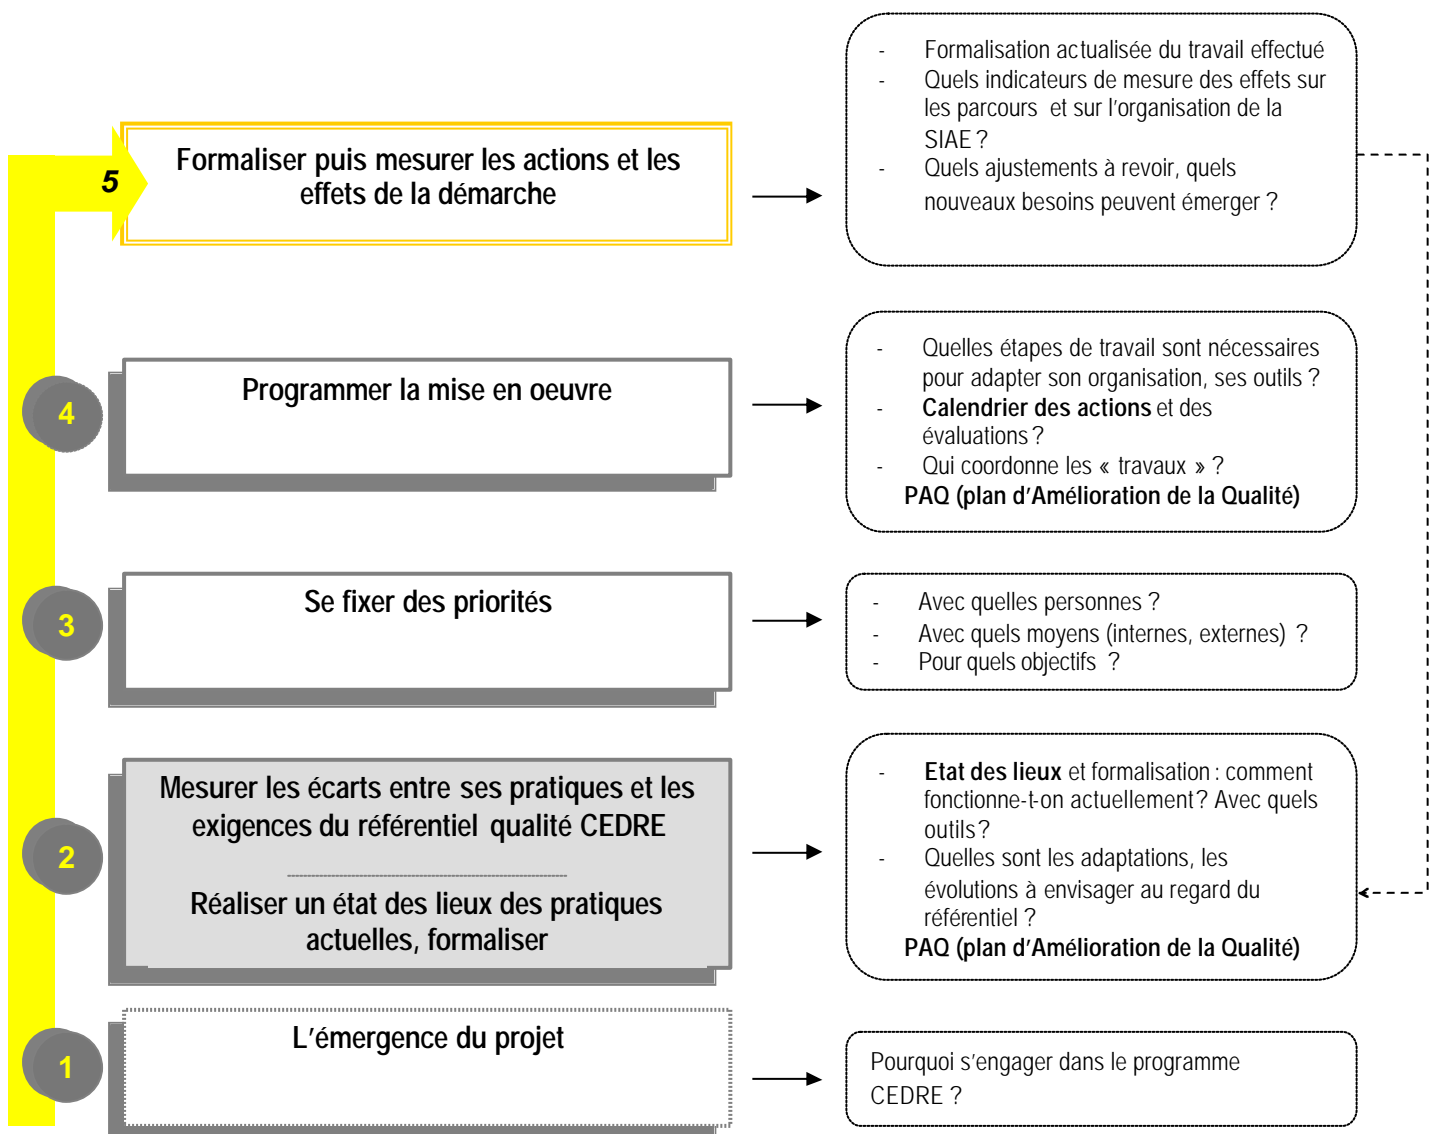 5
Formaliser puis mesurer les actions et les
effets de la démarche
- Formalisation actualisée du travail effectué
- Quels indicateurs de mesure des effets sur
les parcours et sur l'organisation de la
SIAE ?
- Quels ajustements à revoir, quels
nouveaux besoins peuvent émerger ?
4
Programmer la mise en oeuvre
- Quelles étapes de travail sont nécessaires
pour adapter son organisation, ses outils ?
- Calendrier des actions et des
évaluations ?
- Qui coordonne les « travaux » ?
PAQ (plan d'Amélioration de la Qualité)
3
Se fixer des priorités
- Avec quelles personnes ?
- Avec quels moyens (internes, externes) ?
- Pour quels objectifs ?
2
Mesurer les écarts entre ses pratiques et les
exigences du référentiel qualité CEDRE
Réaliser un état des lieux des pratiques
actuelles, formaliser
- Etat des lieux et formalisation : comment
fonctionne-t-on actuellement? Avec quels
outils?
- Quelles sont les adaptations, les
évolutions à envisager au regard du
référentiel ?
PAQ (plan d'Amélioration de la Qualité)
1
L'émergence du projet
Pourquoi s'engager dans le programme
CEDRE ?